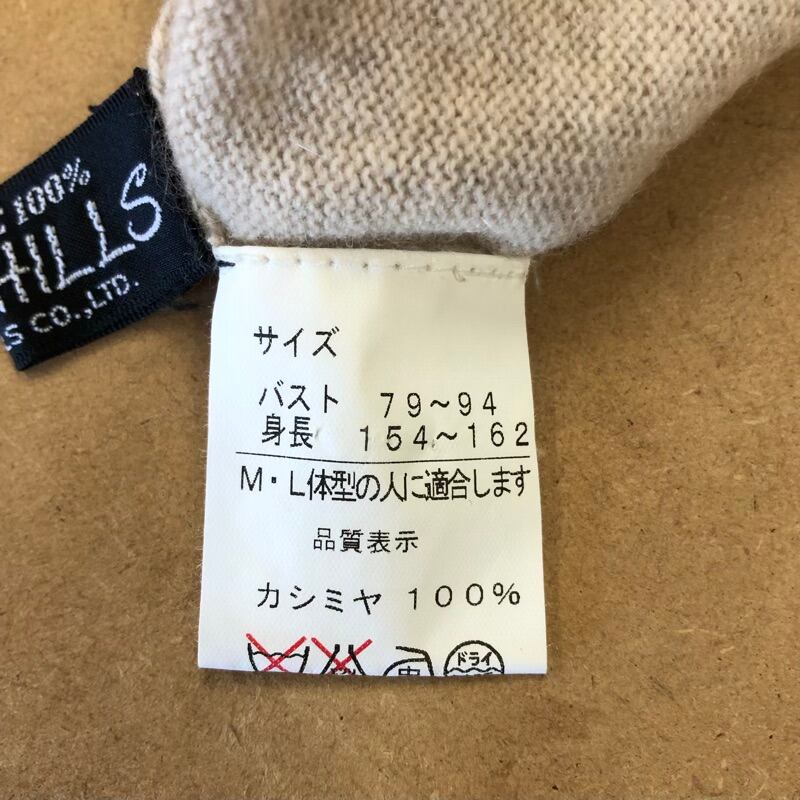 100%
HILLS
CO.,LTD.
サイズ
バスト 79～94
身長 154～162
M・L体型の人に適合します
品質表示
カシミヤ 100%
中 ドライ